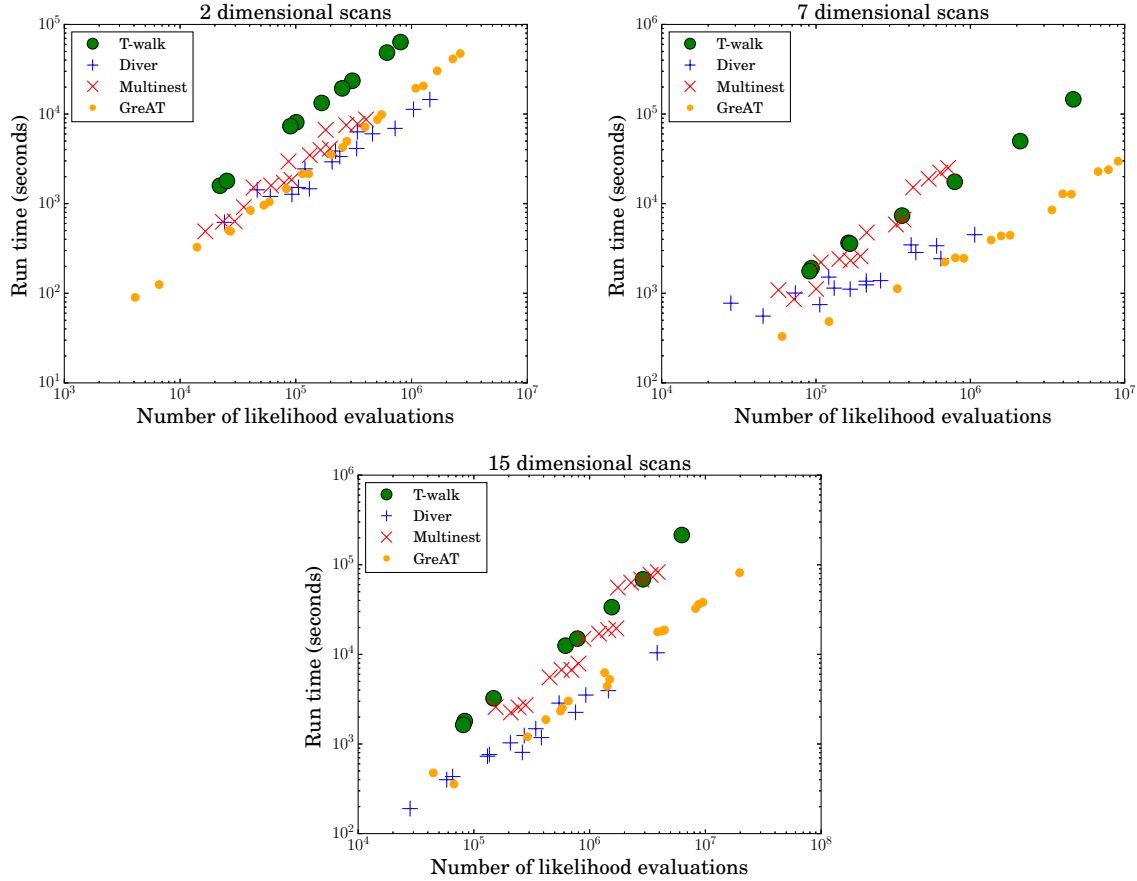 2 dimensional scans
T-walk
Diver
Multinest
GreAT
10^5
10^4
10^3
10^2
10^1
10^3
10^4
10^5
10^6
10^7
Run time (seconds)
Number of likelihood evaluations
7 dimensional scans
T-walk
Diver
Multinest
GreAT
10^6
10^5
10^4
10^3
10^2
10^4
10^5
10^6
10^7
Run time (seconds)
Number of likelihood evaluations
15 dimensional scans
T-walk
Diver
Multinest
GreAT
10^6
10^5
10^4
10^3
10^2
10^4
10^5
10^6
10^7
10^8
Run time (seconds)
Number of likelihood evaluations